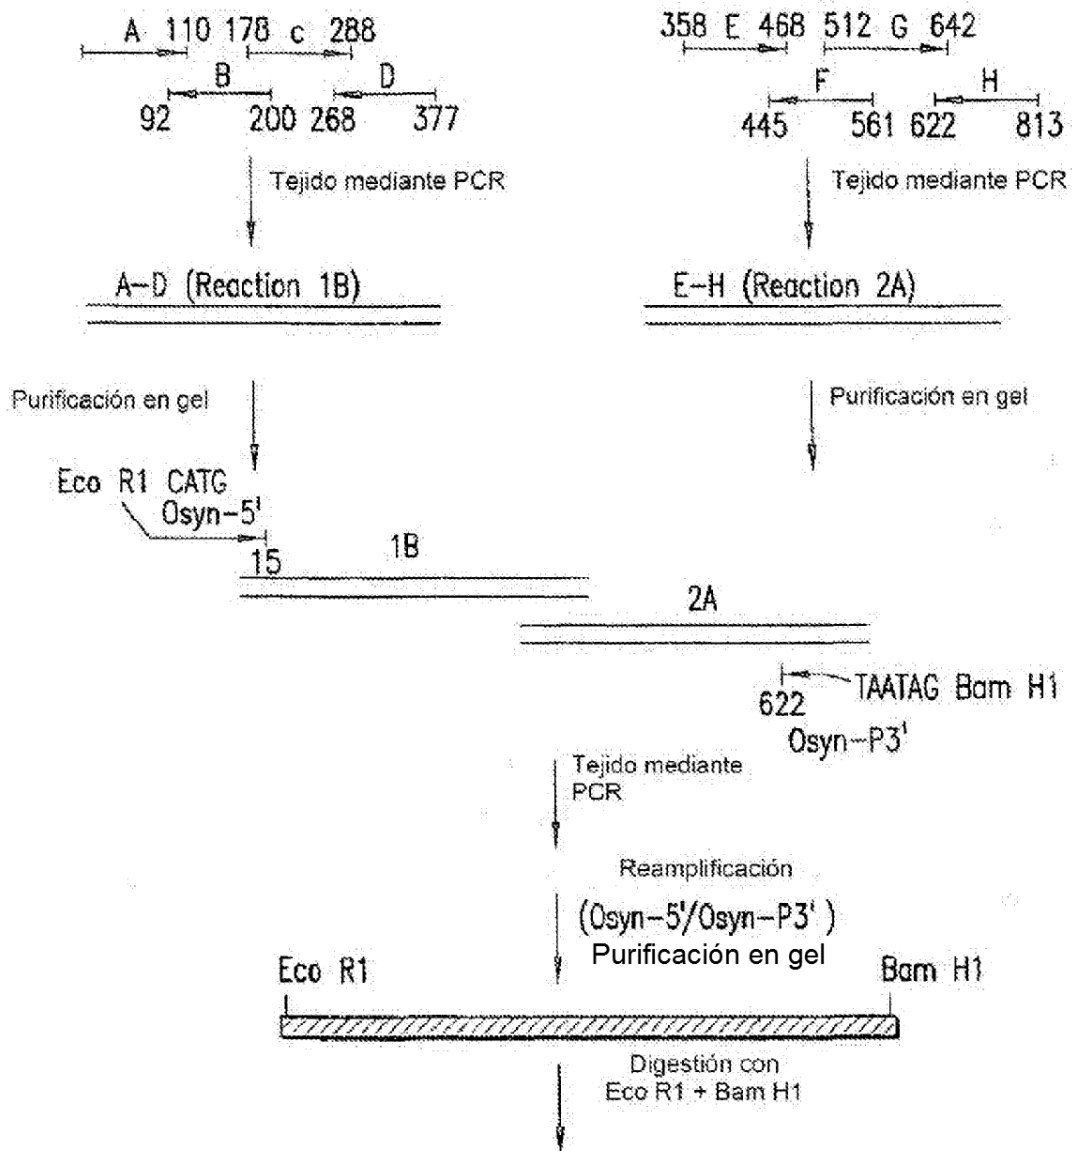 A 110 178 c 288
B D
92 200 268 377
358 E 468 512 G 642
F H
445 561 622 813
Tejido mediante PCR
Tejido mediante PCR
A-D (Reaction 1B)
E-H (Reaction 2A)
Purificación en gel
Purificación en gel
Eco R1 CATG
Osyn-5'
15
1B
2A
TAATAG Bam H1
622
Osyn-P3'
Tejido mediante
PCR
Reamplificación
(Osyn-5'/Osyn-P3')
Purificación en gel
Eco R1
Bam H1
Digestión con
Eco R1 + Bam H1